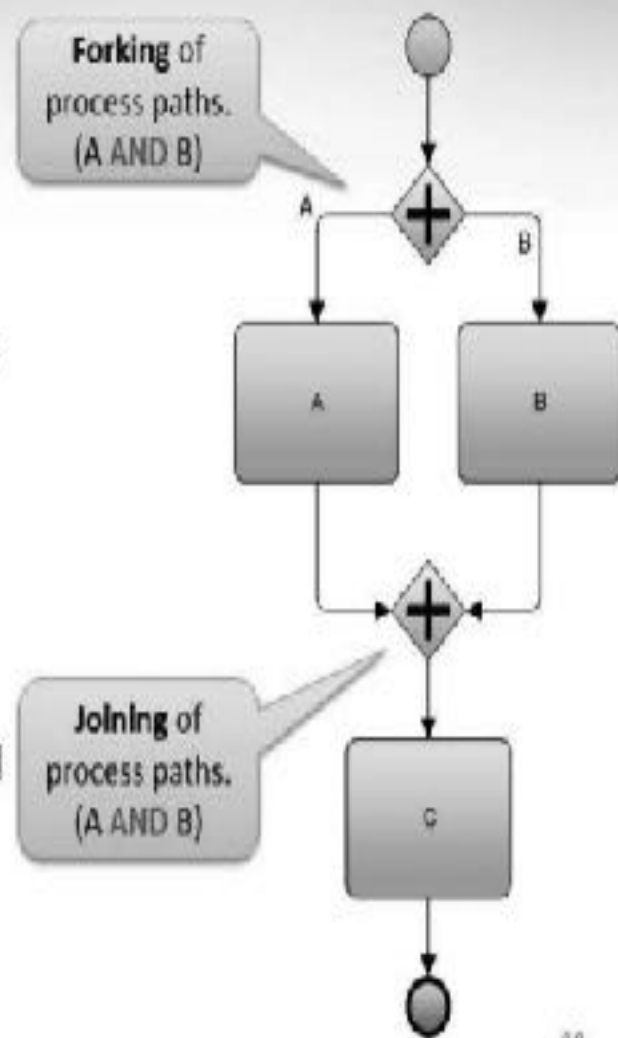 Forking of
process paths.
(A AND B)
A
B
A
B
Joining of
process paths.
(A AND B)
C